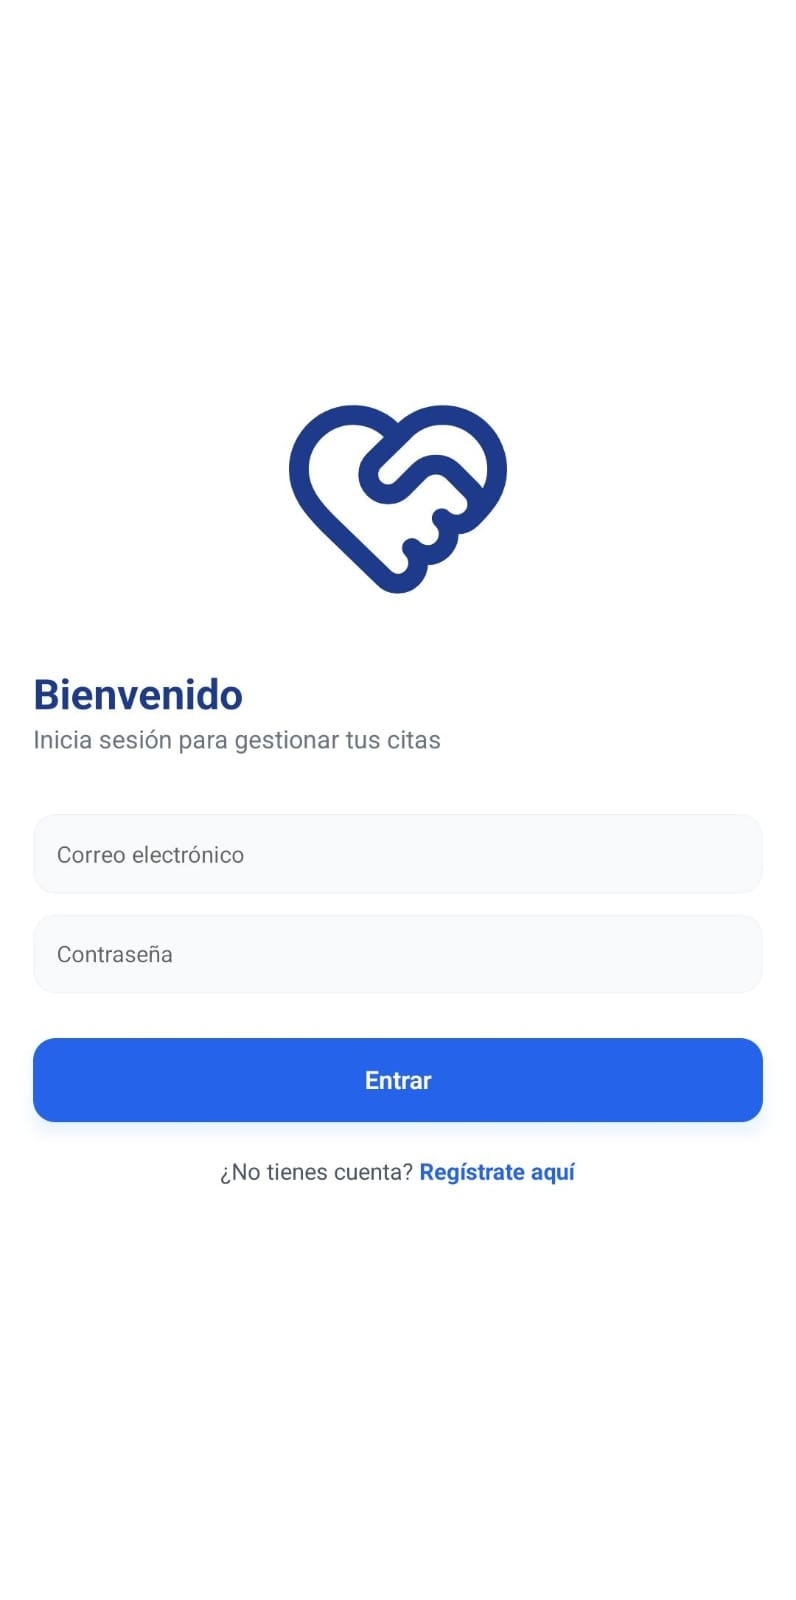 Bienvenido
Inicia sesión para gestionar tus citas
Correo electrónico
Contraseña
Entrar
¿No tienes cuenta? Regístrate aquí